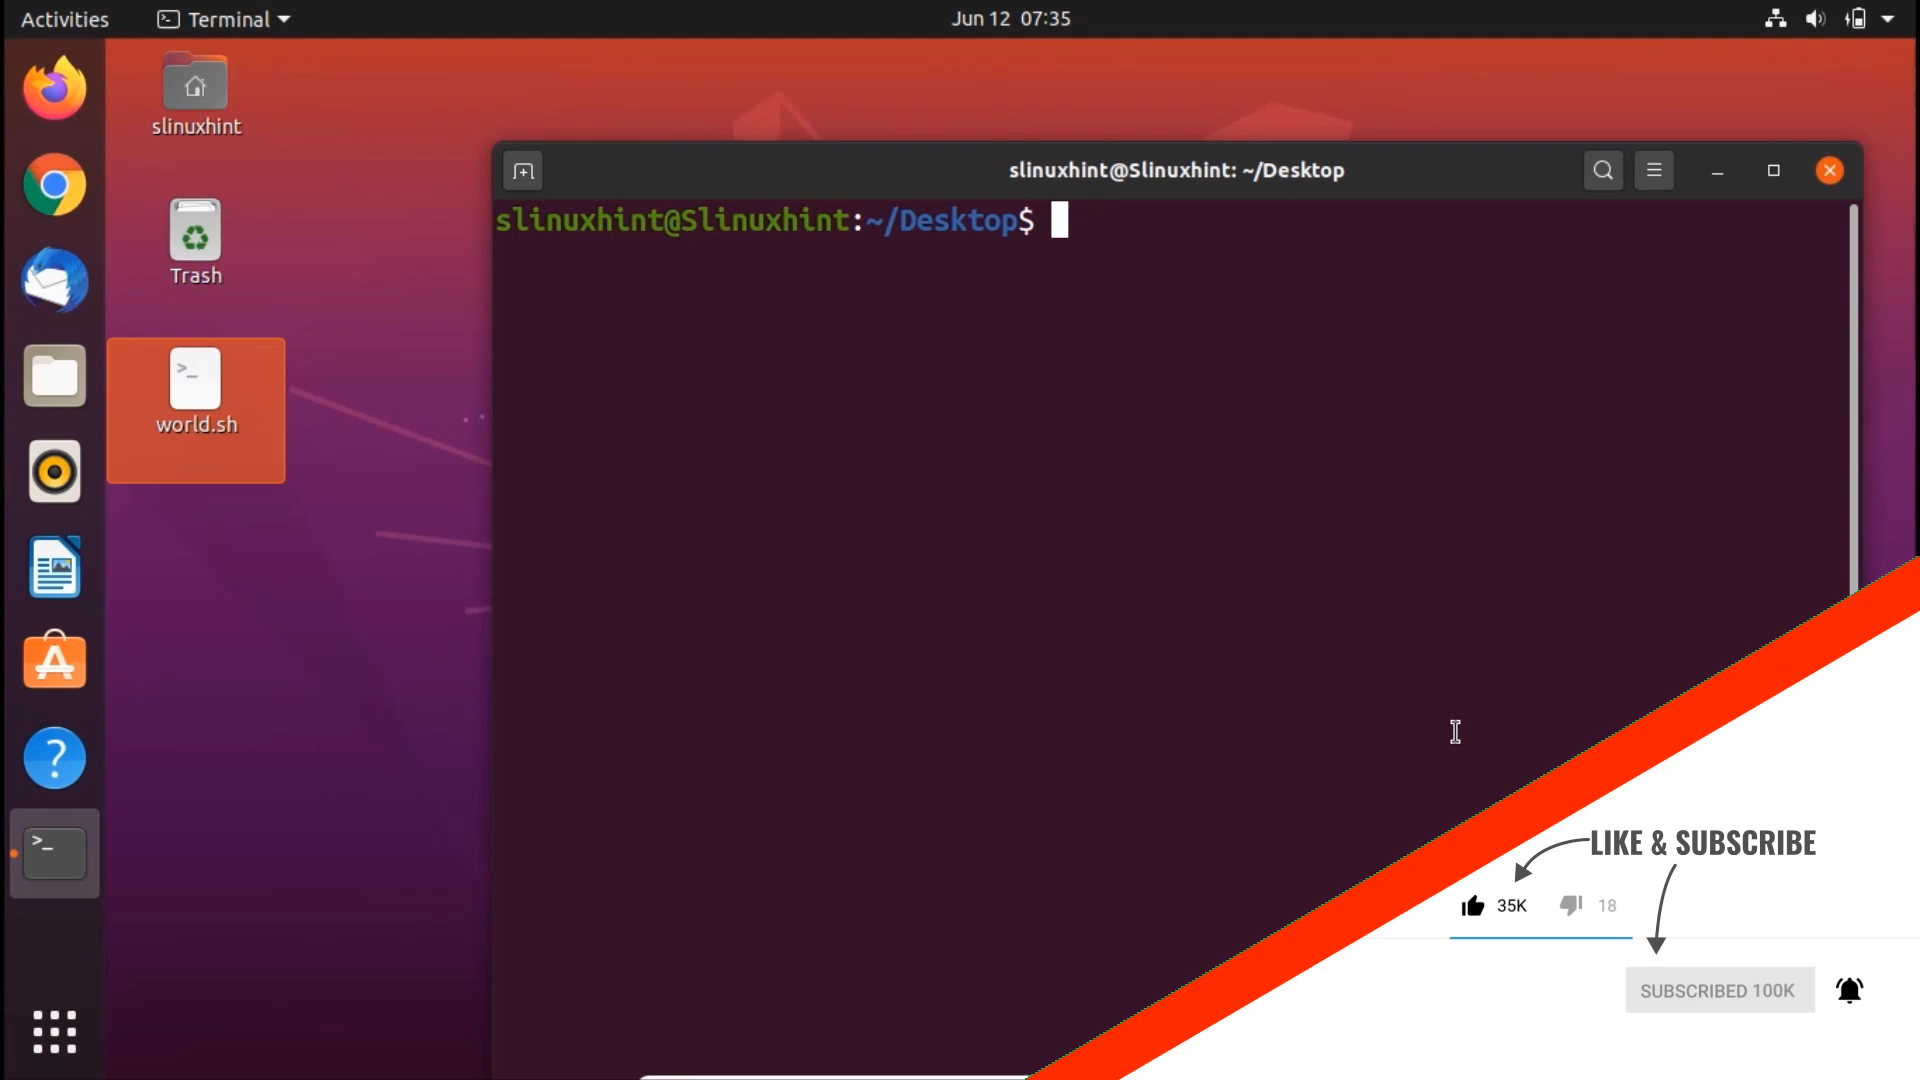 Activities
Terminal
Jun 12 07:35
slinuxhint
Trash
>_
world.sh
slinuxhint@Slinuxhint: ~/Desktop
slinuxhint@Slinuxhint:~/Desktop$
?
>_
LIKE & SUBSCRIBE
35K 18
SUBSCRIBED 100K